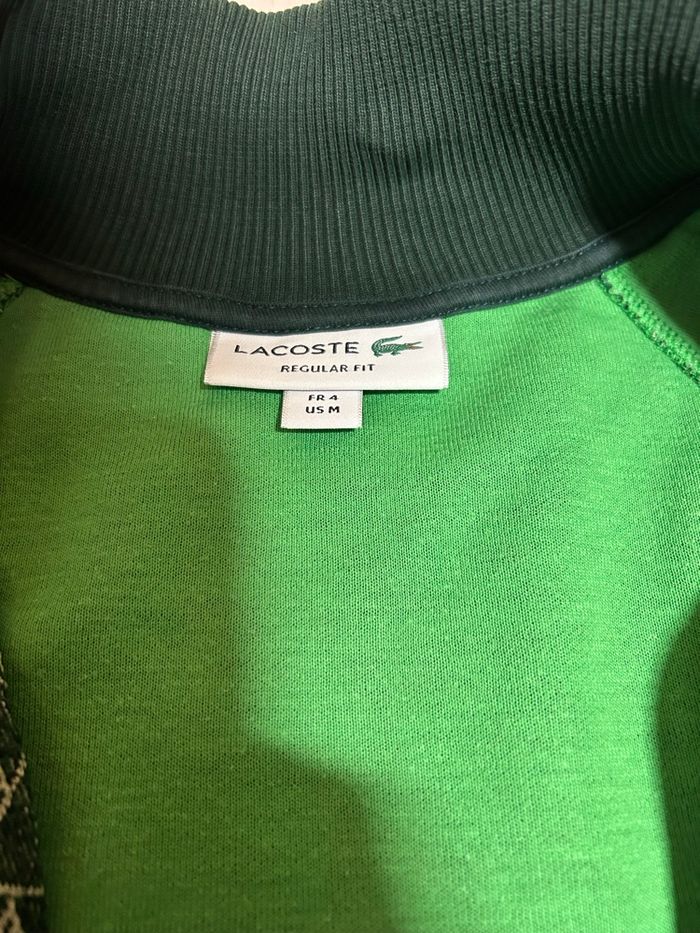 LACOSTE
REGULAR FIT
FR 4
US M